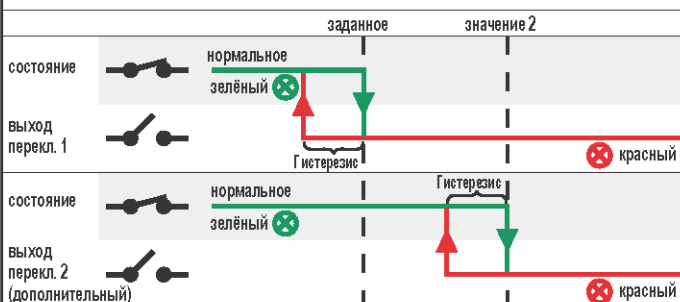 заданное значение 2
состояние нормальное
зелёный
выход
перекл. 1
Гистерезис
красный
состояние нормальное
Гистерезис
зелёный
выход
перекл. 2
(дополнительный)
красный